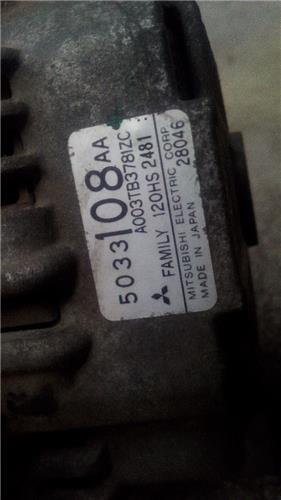 5033108AA
A003TB3781ZC
FAMILY 120HS 2481
MITSUBISHI ELECTRIC CORP. 28046
MADE IN JAPAN